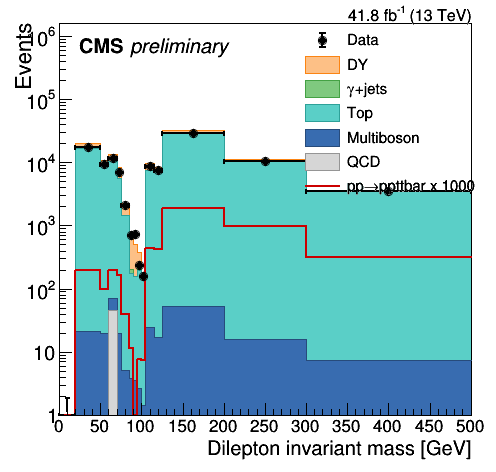 41.8 fb⁻¹ (13 TeV)
Events
CMS preliminary
Data
DY
γ+jets
Top
Multiboson
QCD
pp→ppttbar x 1000
10⁶
10⁵
10⁴
10³
10²
10
1
0 50 100 150 200 250 300 350 400 450 500
Dilepton invariant mass [GeV]